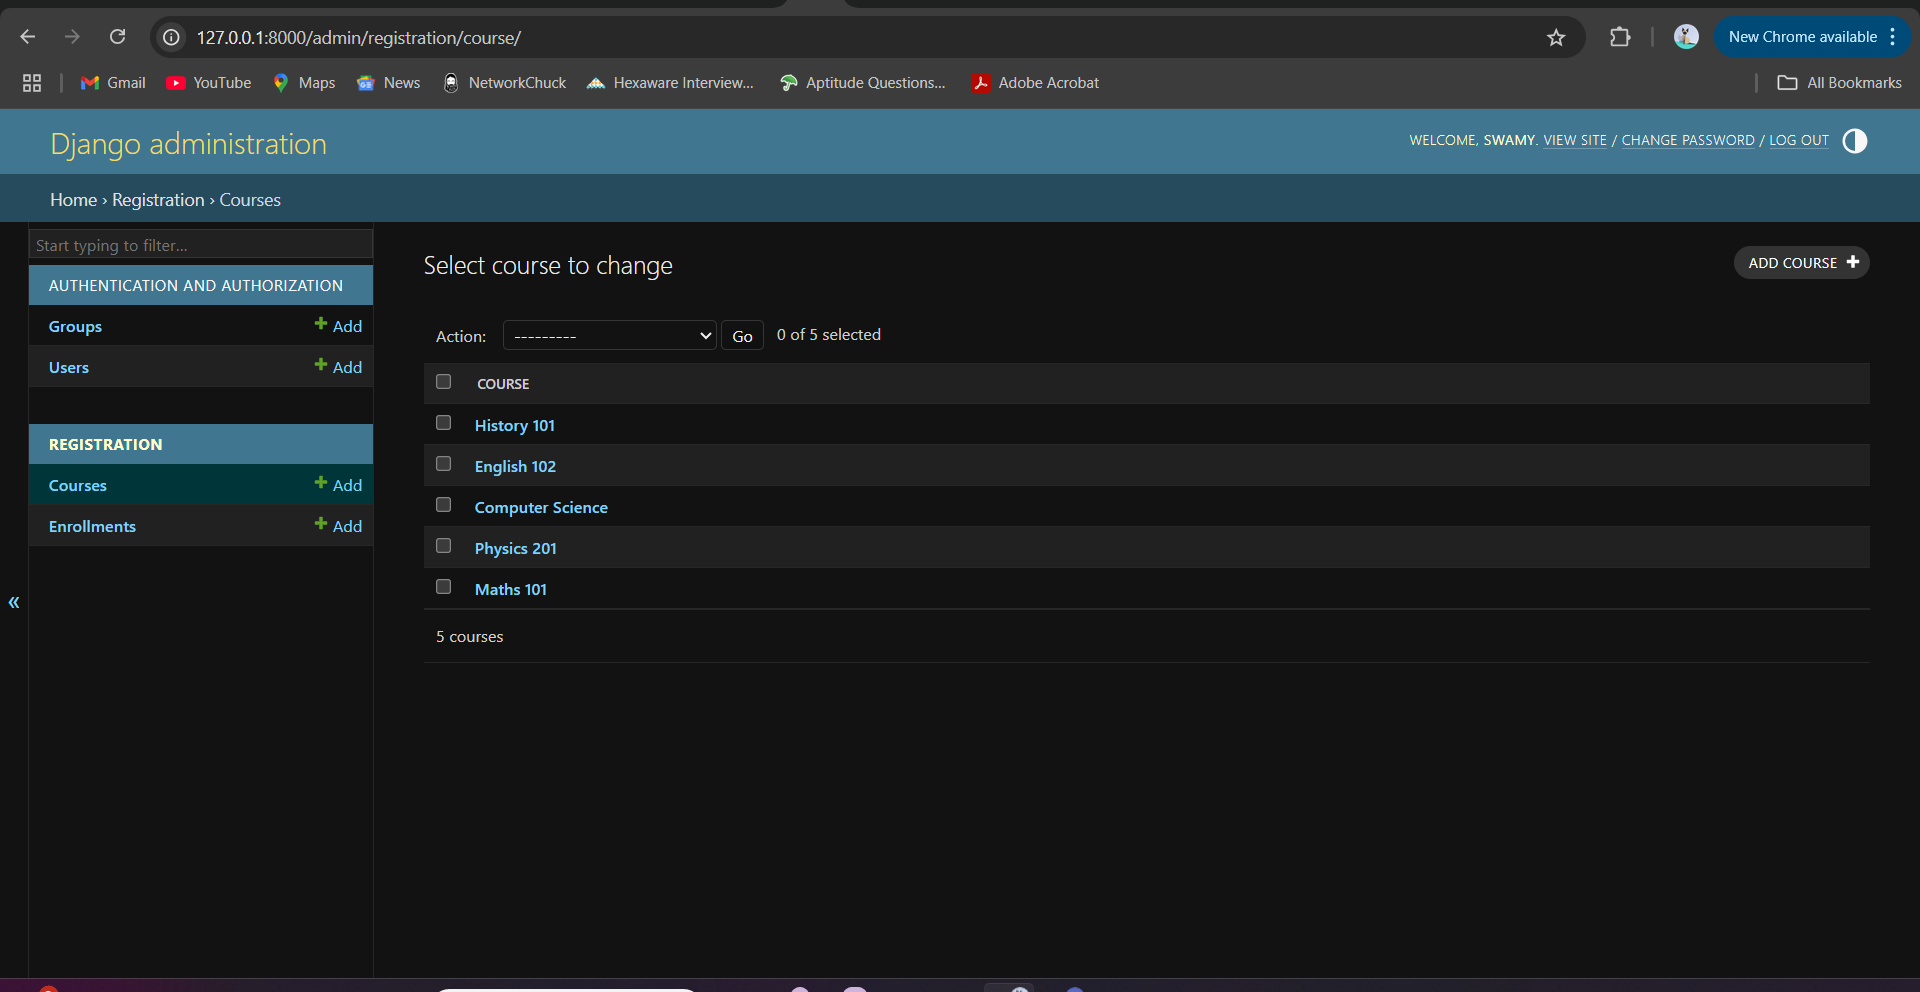 127.0.0.1:8000/admin/registration/course/
New Chrome available
Gmail
YouTube
Maps
News
NetworkChuck
Hexaware Interview...
Aptitude Questions...
Adobe Acrobat
All Bookmarks
Django administration
WELCOME, SWAMY. VIEW SITE / CHANGE PASSWORD / LOG OUT
Home › Registration › Courses
Start typing to filter...
AUTHENTICATION AND AUTHORIZATION
Groups
Add
Users
Add
REGISTRATION
Courses
Add
Enrollments
Add
«
Select course to change
ADD COURSE
Action:
---------
Go
0 of 5 selected
COURSE
History 101
English 102
Computer Science
Physics 201
Maths 101
5 courses